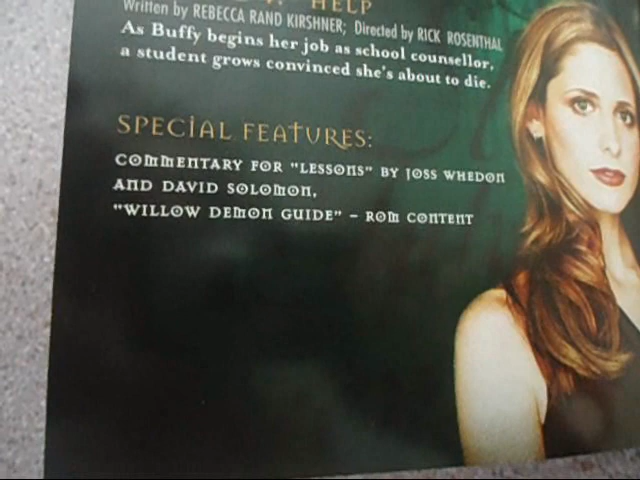 HELP
Written by REBECCA RAND KIRSHNER; Directed by RICK ROSENTHAL
As Buffy begins her job as school counsellor,
a student grows convinced she's about to die.
SPECIAL FEATURES:
COMMENTARY FOR "LESSONS" BY JOSS WHEDON
AND DAVID SOLOMON,
"WILLOW DEMON GUIDE" – ROM CONTENT